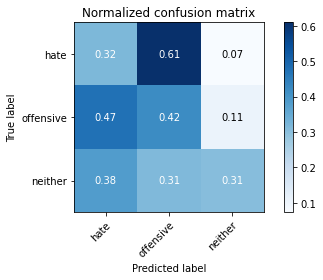 Normalized confusion matrix
True label
hate
0.32 0.61 0.07
offensive
0.47 0.42 0.11
neither
0.38 0.31 0.31
hate
offensive
neither
Predicted label
0.6
0.5
0.4
0.3
0.2
0.1